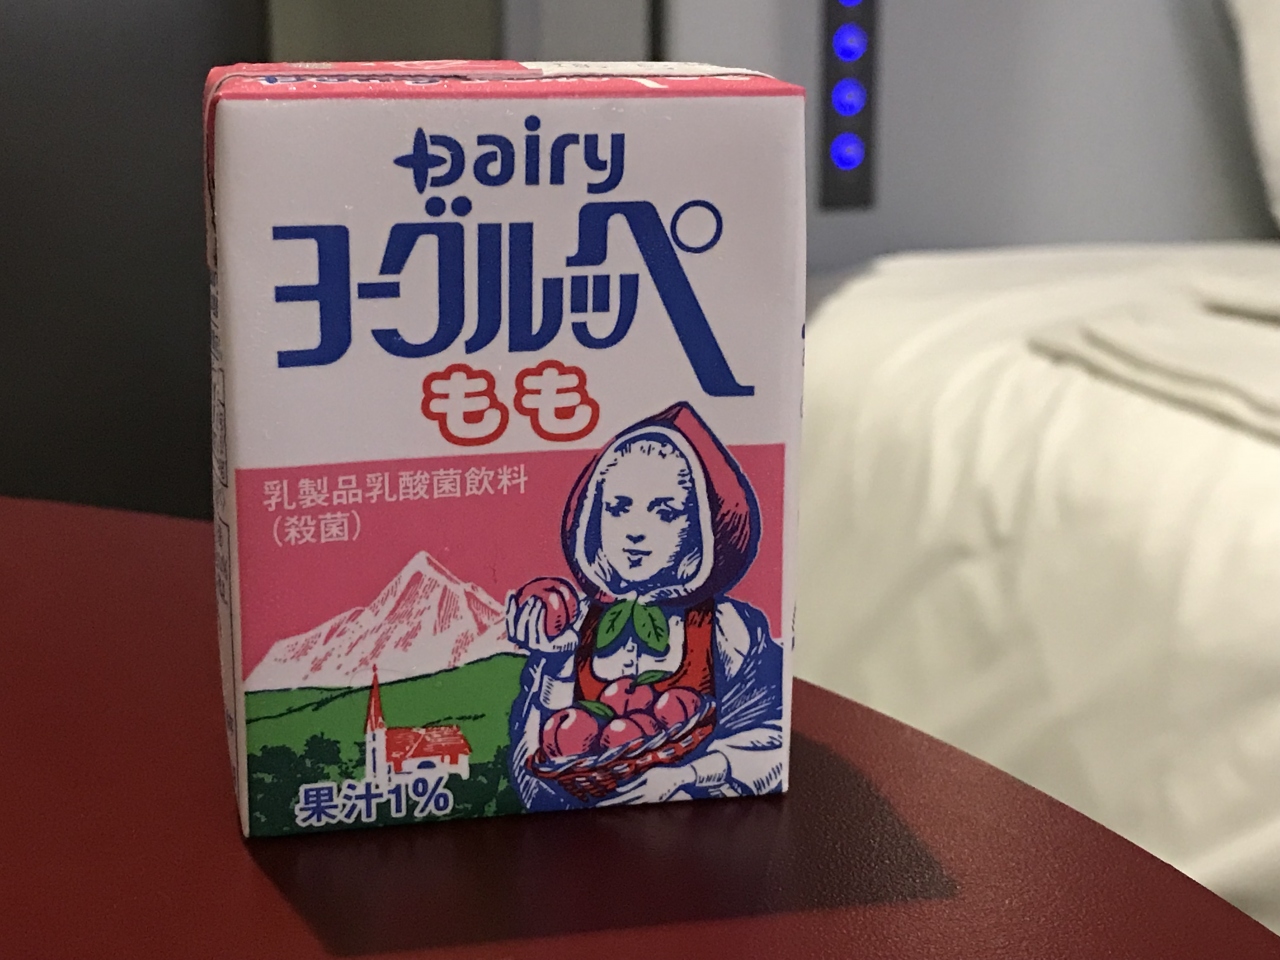 Dairy
ヨーグルッペ
もも
乳製品乳酸菌飲料
(殺菌)
果汁1%